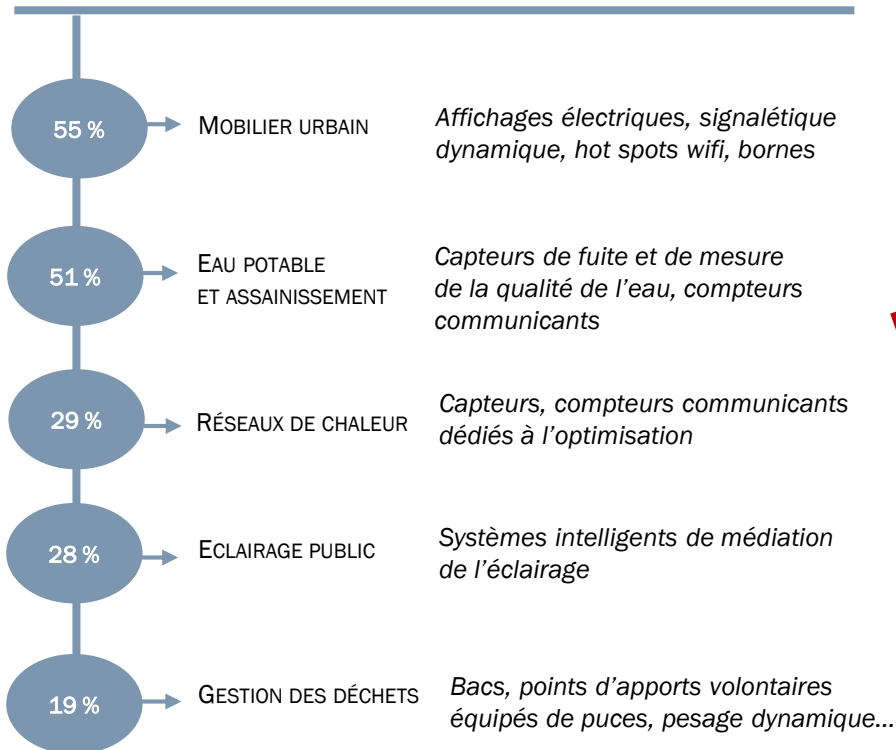 55 %
MOBILIER URBAIN
Affichages électriques, signalétique
dynamique, hot spots wifi, bornes
51 %
EAU POTABLE
ET ASSAINISSEMENT
Capteurs de fuite et de mesure
de la qualité de l'eau, compteurs
communicants
29 %
RÉSEAUX DE CHALEUR
Capteurs, compteurs communicants
dédiés à l'optimisation
28 %
ECLAIRAGE PUBLIC
Systèmes intelligents de médiation
de l'éclairage
19 %
GESTION DES DÉCHETS
Bacs, points d'apports volontaires
équipés de puces, pesage dynamique...